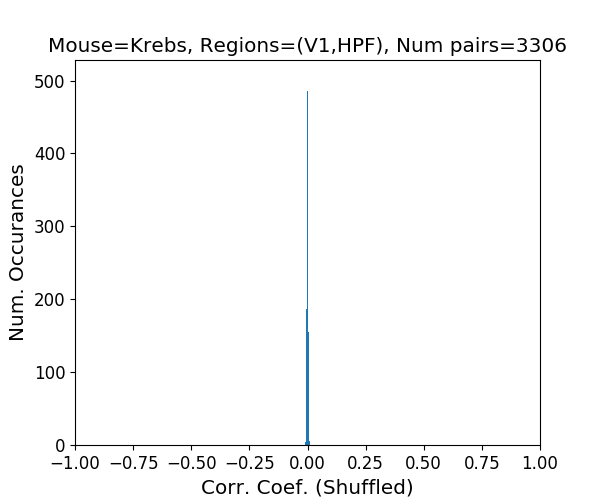 Mouse=Krebs, Regions=(V1,HPF), Num pairs=3306
500
400
300
200
100
0
Num. Occurances
−1.00 −0.75 −0.50 −0.25 0.00 0.25 0.50 0.75 1.00
Corr. Coef. (Shuffled)